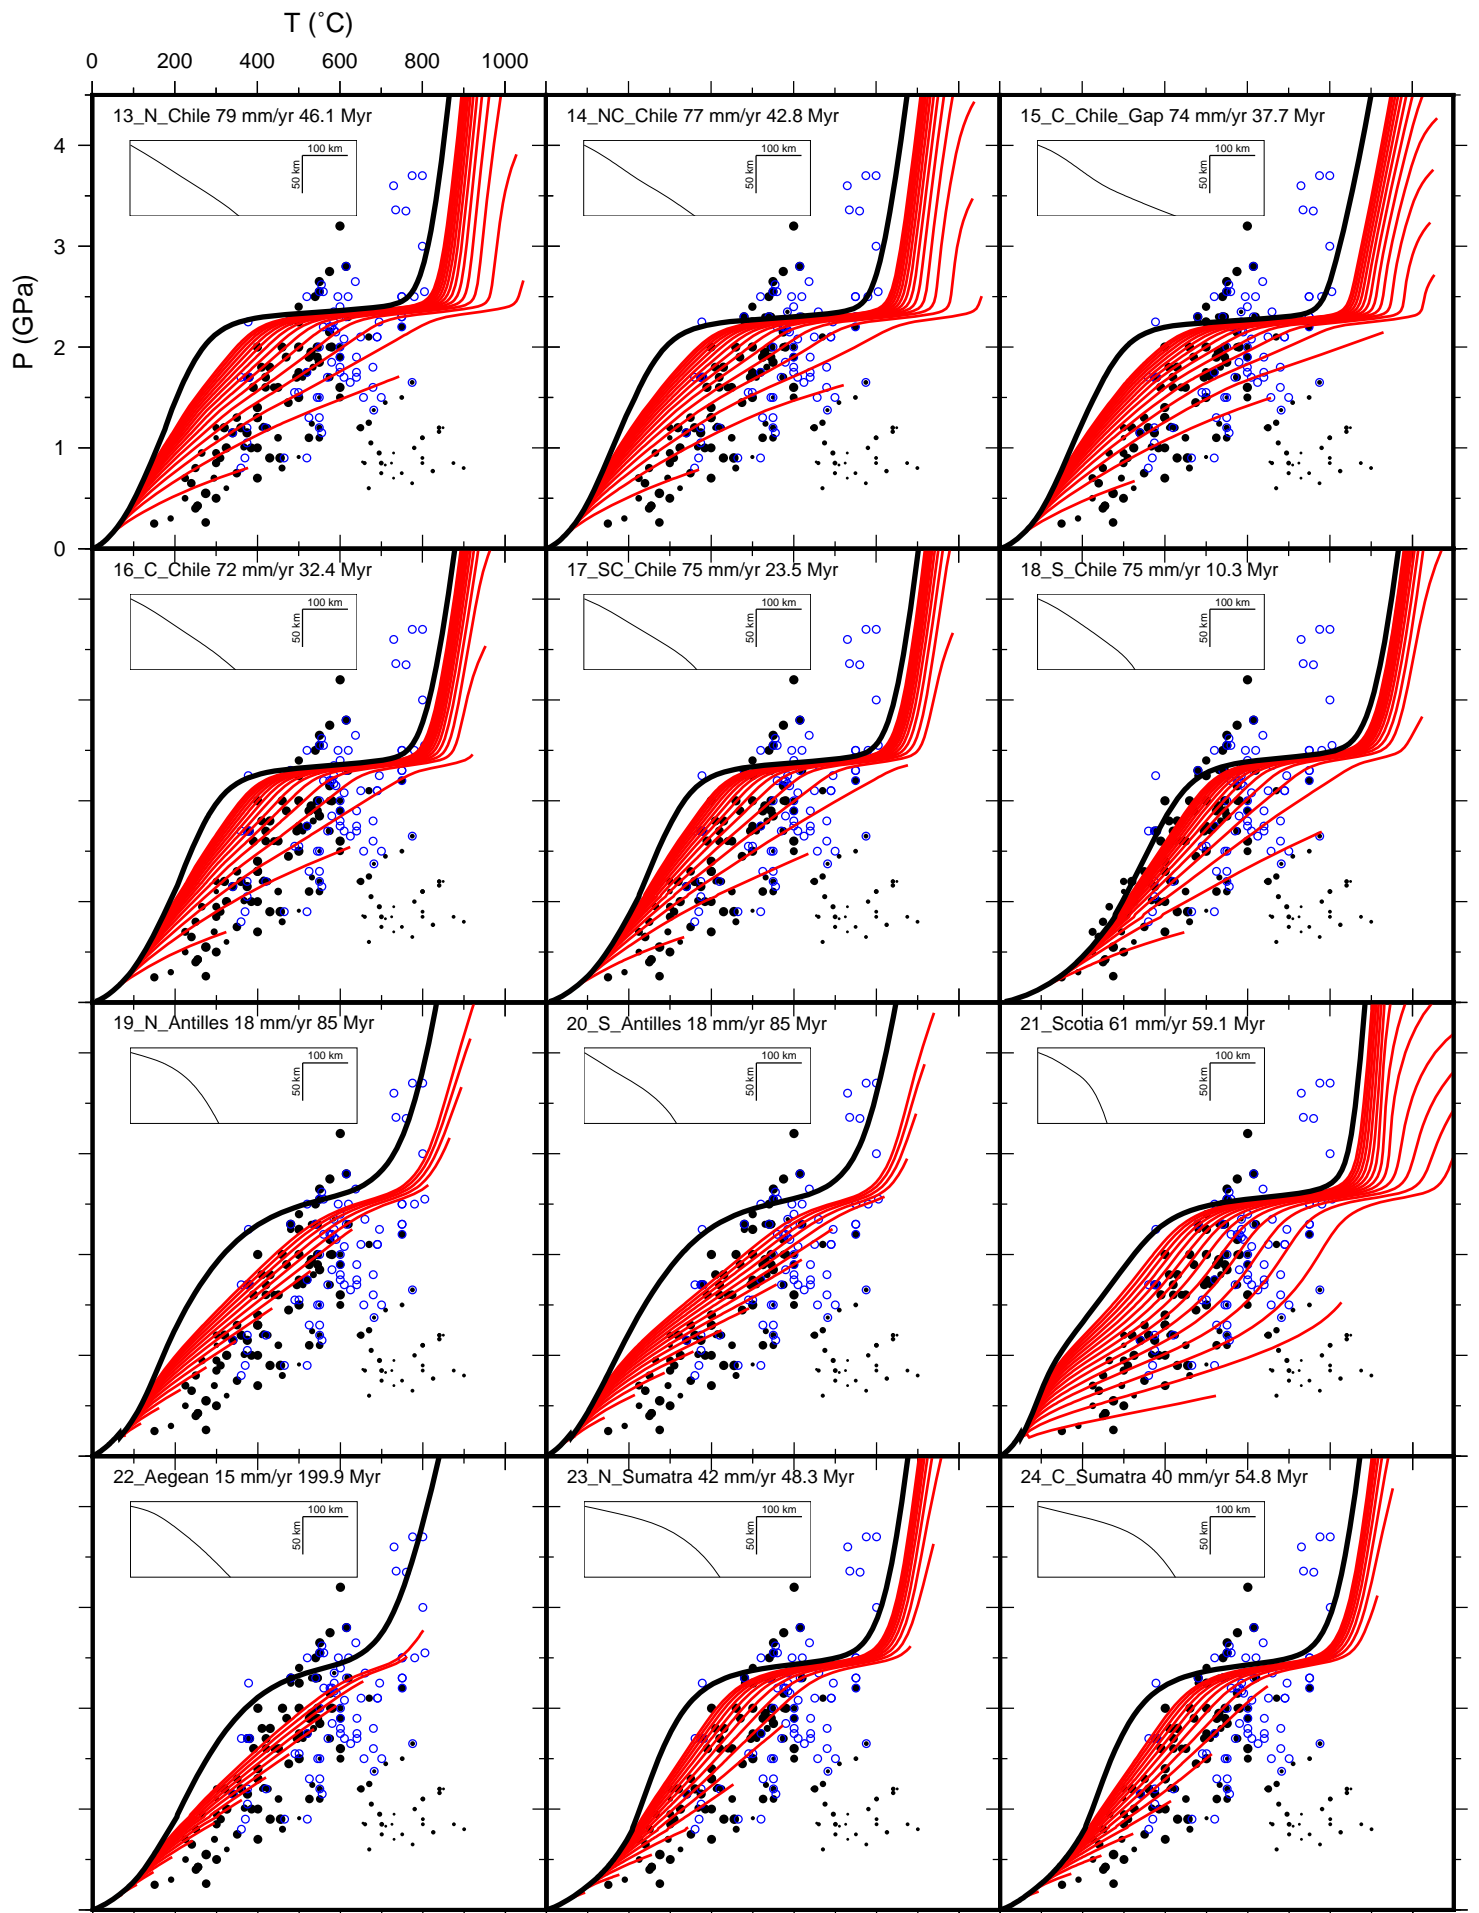 T (˚C)
0 200 400 600 800 1000
P (GPa)
4
3
2
1
0
13_N_Chile 79 mm/yr 46.1 Myr
100 km
50 km
14_NC_Chile 77 mm/yr 42.8 Myr
100 km
50 km
15_C_Chile_Gap 74 mm/yr 37.7 Myr
100 km
50 km
16_C_Chile 72 mm/yr 32.4 Myr
100 km
50 km
17_SC_Chile 75 mm/yr 23.5 Myr
100 km
50 km
18_S_Chile 75 mm/yr 10.3 Myr
100 km
50 km
19_N_Antilles 18 mm/yr 85 Myr
100 km
50 km
20_S_Antilles 18 mm/yr 85 Myr
100 km
50 km
21_Scotia 61 mm/yr 59.1 Myr
100 km
50 km
22_Aegean 15 mm/yr 199.9 Myr
100 km
50 km
23_N_Sumatra 42 mm/yr 48.3 Myr
100 km
50 km
24_C_Sumatra 40 mm/yr 54.8 Myr
100 km
50 km